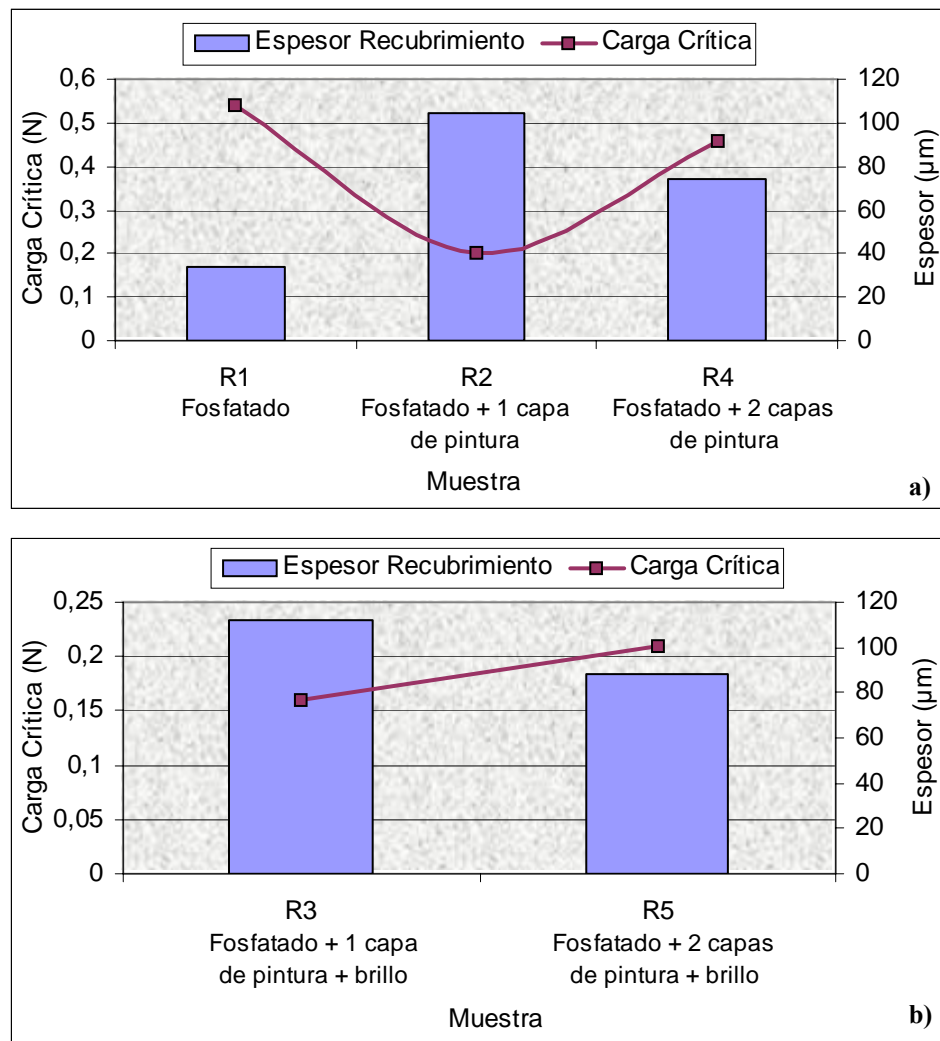 Espesor Recubrimiento Carga Crítica
0,6 120
0,5 100
0,4 80
0,3 60
0,2 40
0,1 20
0 0
Carga Crítica (N)
Espesor (µm)
R1 R2 R4
Fosfatado Fosfatado + 1 capa Fosfatado + 2 capas
de pintura de pintura
Muestra
a)
Espesor Recubrimiento Carga Crítica
0,25 120
0,2 100
0,15 80
0,1 60
0,05 40
0 20
0
Carga Crítica (N)
Espesor (µm)
R3 R5
Fosfatado + 1 capa Fosfatado + 2 capas
de pintura + brillo de pintura + brillo
Muestra
b)